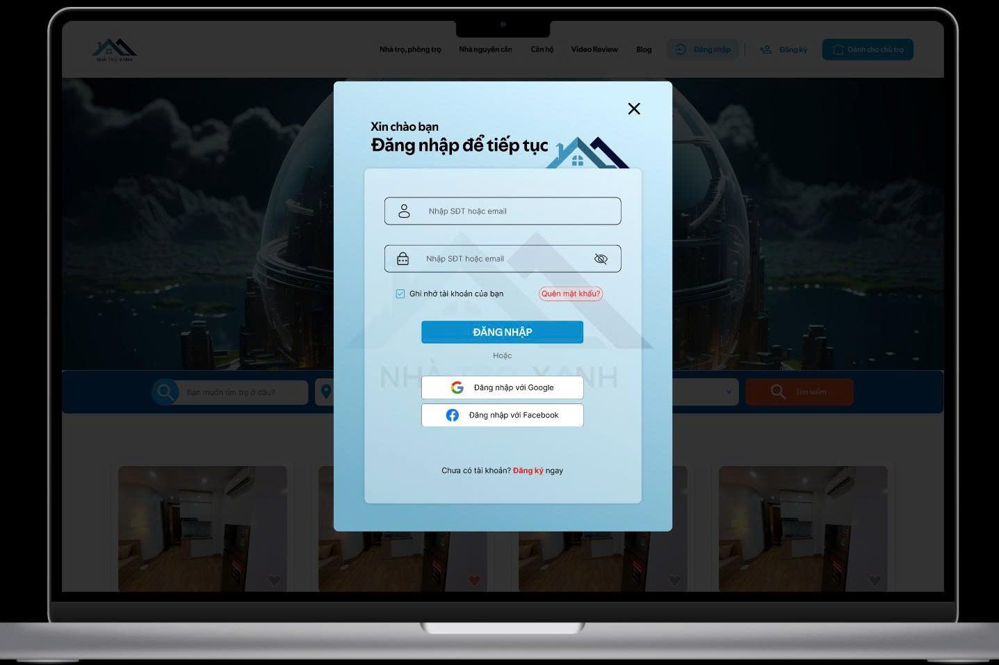 NHÀ TRỌ XANH
Nhà trọ, phòng trọ Nhà nguyên căn Căn hộ Video Review Blog Đăng nhập Đăng ký Dành cho chủ trọ
Xin chào bạn
Đăng nhập để tiếp tục
Nhập SĐT hoặc email
Nhập SĐT hoặc email
Ghi nhớ tài khoản của bạn Quên mật khẩu?
ĐĂNG NHẬP
Hoặc
NHÀ TRỌ XANH
Đăng nhập với Google
Bạn muốn tìm trọ ở đâu? Tìm kiếm
Đăng nhập với Facebook
Chưa có tài khoản? Đăng ký ngay